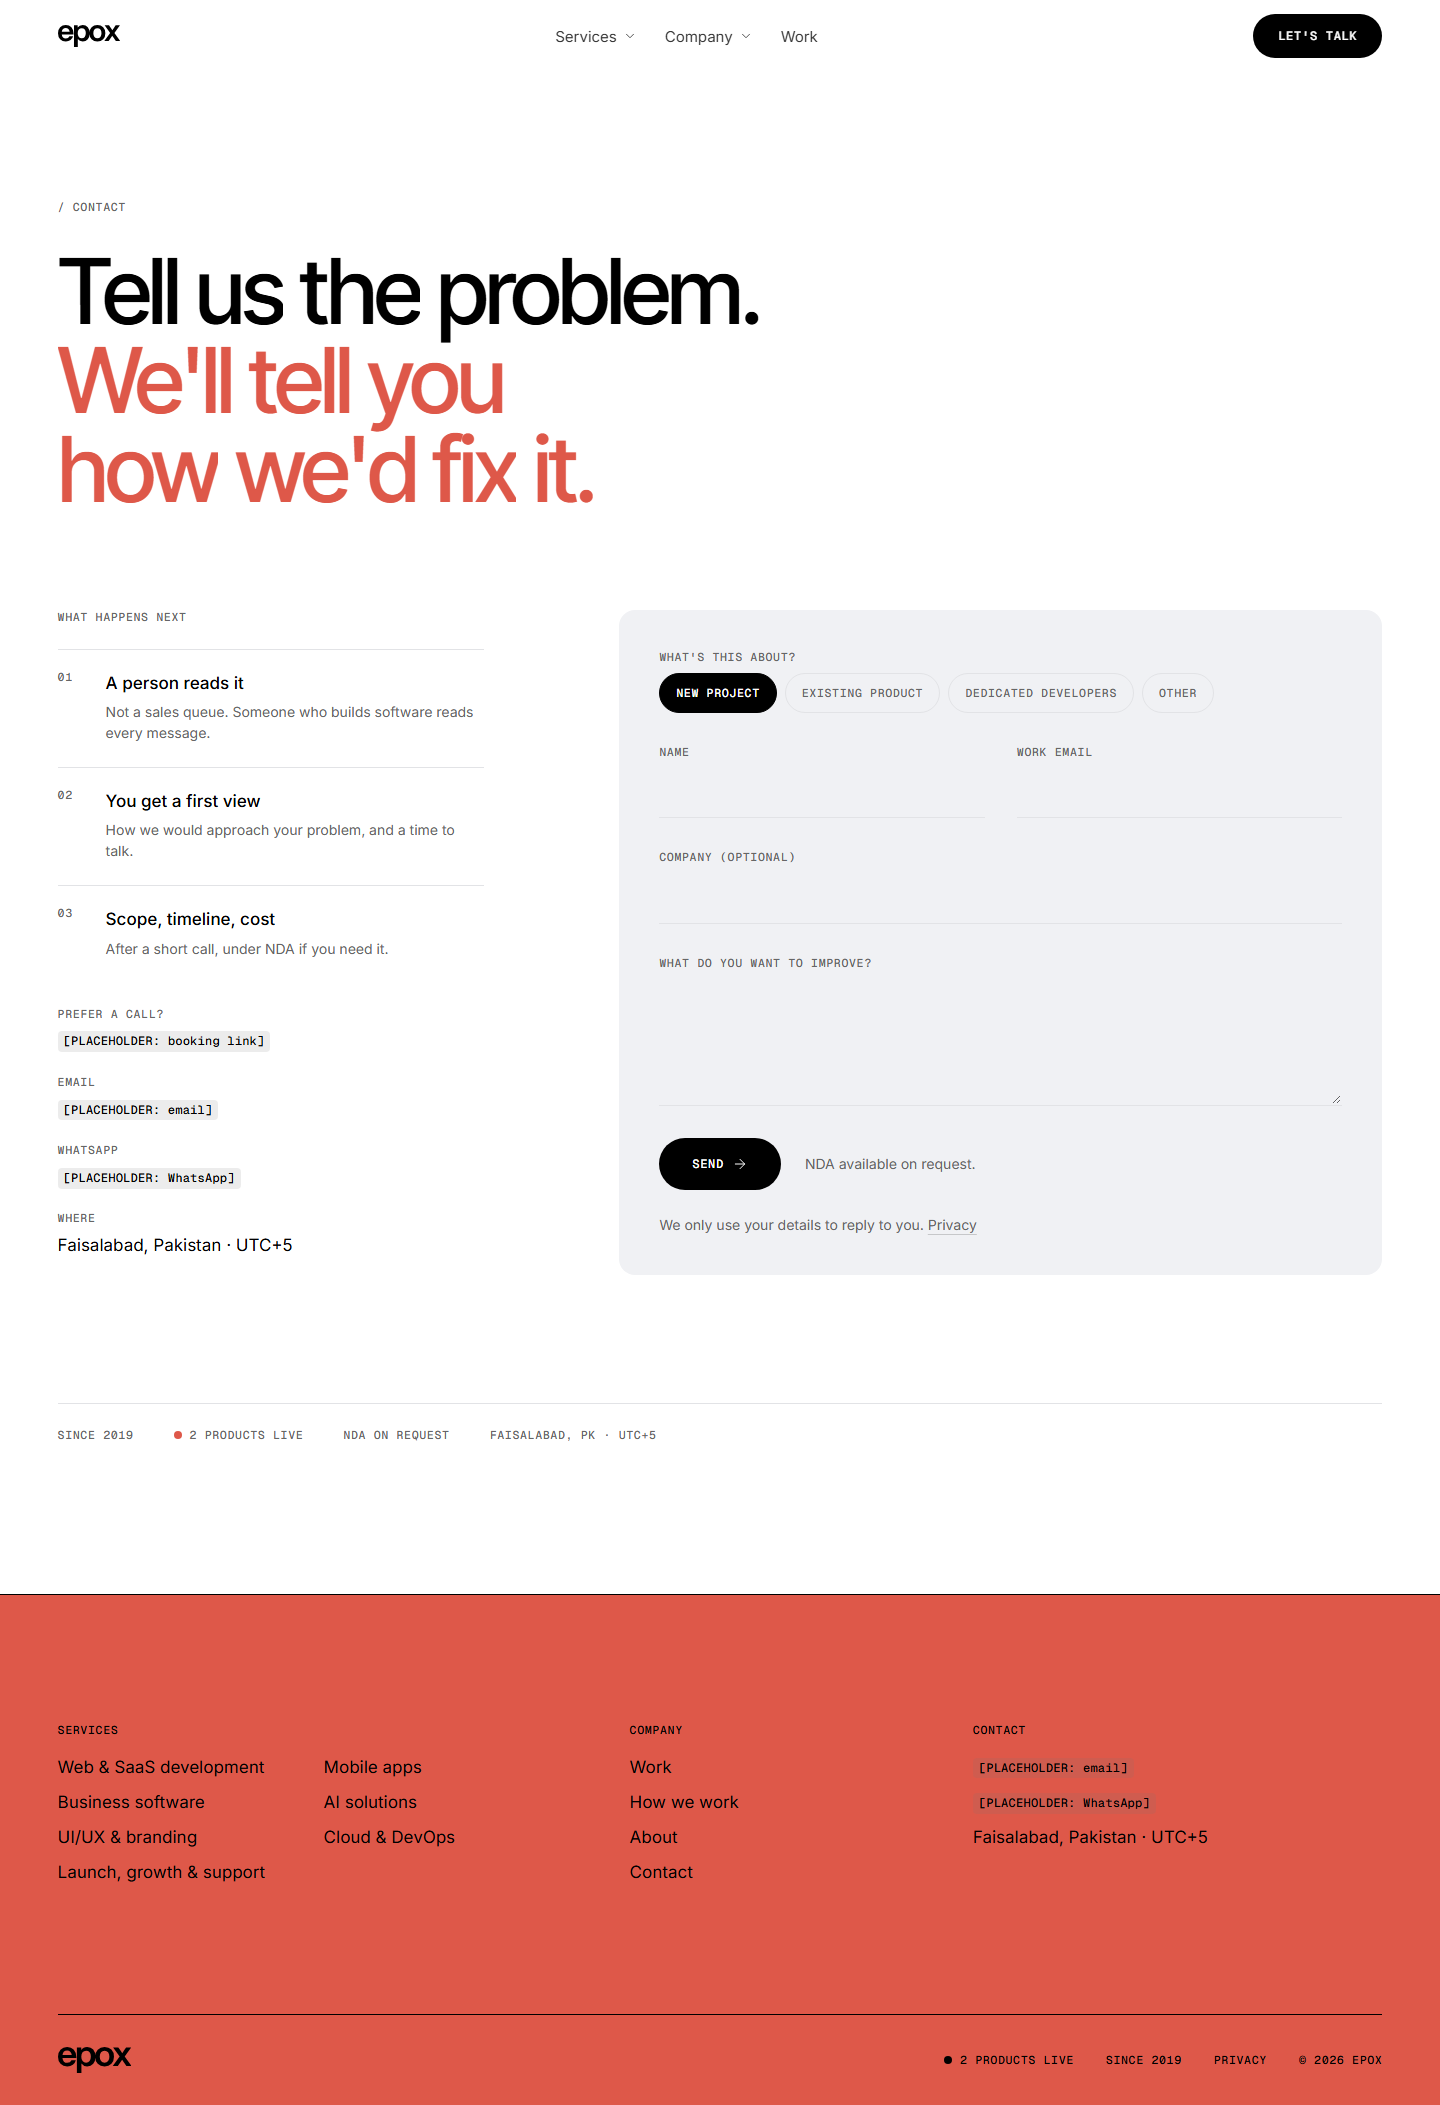 epox
Services
Company
Work
LET'S TALK
/ CONTACT
Tell us the problem.
We'll tell you
how we'd fix it.
WHAT HAPPENS NEXT
01
A person reads it
Not a sales queue. Someone who builds software reads
every message.
02
You get a first view
How we would approach your problem, and a time to
talk.
03
Scope, timeline, cost
After a short call, under NDA if you need it.
PREFER A CALL?
[PLACEHOLDER: booking link]
EMAIL
[PLACEHOLDER: email]
WHATSAPP
[PLACEHOLDER: WhatsApp]
WHERE
Faisalabad, Pakistan · UTC+5
WHAT'S THIS ABOUT?
NEW PROJECT
EXISTING PRODUCT
DEDICATED DEVELOPERS
OTHER
NAME
WORK EMAIL
COMPANY (OPTIONAL)
WHAT DO YOU WANT TO IMPROVE?
SEND →
NDA available on request.
We only use your details to reply to you. Privacy
SINCE 2019
2 PRODUCTS LIVE
NDA ON REQUEST
FAISALABAD, PK · UTC+5
SERVICES
Web & SaaS development
Mobile apps
Business software
AI solutions
UI/UX & branding
Cloud & DevOps
Launch, growth & support
COMPANY
Work
How we work
About
Contact
CONTACT
[PLACEHOLDER: email]
[PLACEHOLDER: WhatsApp]
Faisalabad, Pakistan · UTC+5
epox
2 PRODUCTS LIVE
SINCE 2019
PRIVACY
© 2026 EPOX